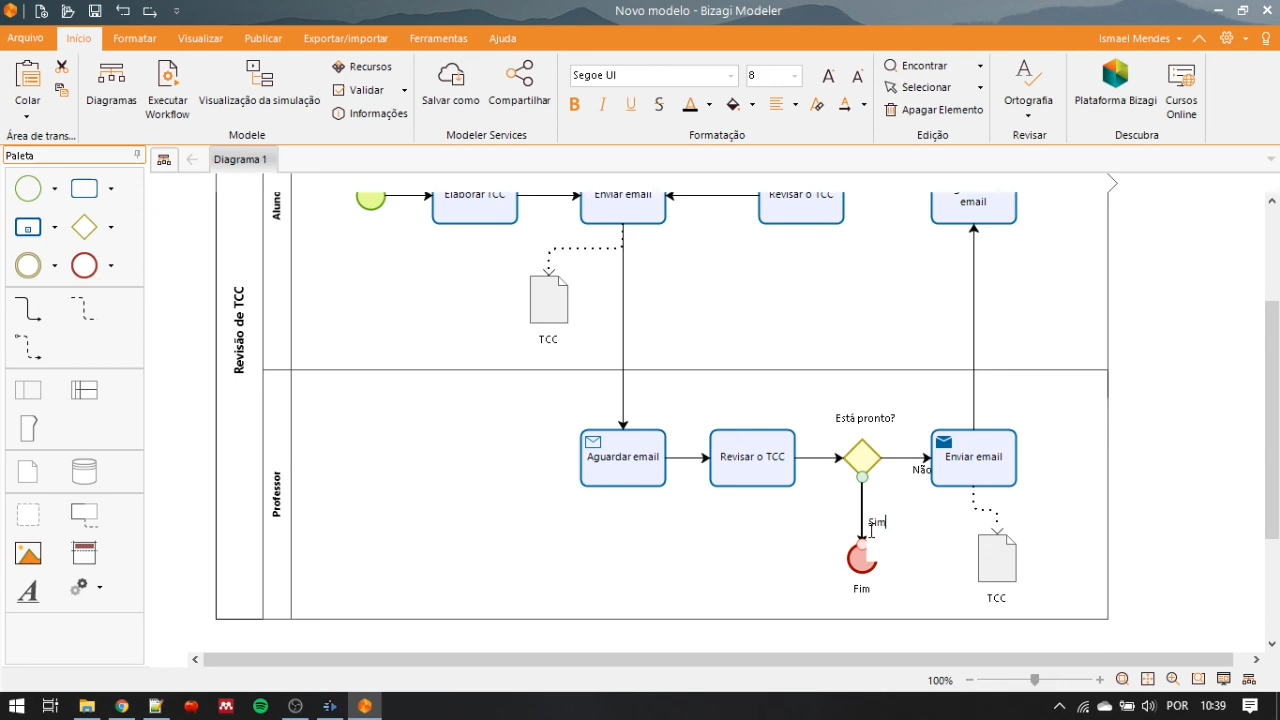 Novo modelo - Bizagi Modeler
Arquivo Início Formatar Visualizar Publicar Exportar/importar Ferramentas Ajuda Ismael Mendes
Colar
Área de trans...
Diagramas
Executar
Workflow
Visualização da simulação
Recursos
Validar
Informações
Modele
Salvar como
Compartilhar
Modeler Services
Segoe UI 8
B I U S A A
Formatação
Encontrar
Selecionar
Apagar Elemento
Edição
Ortografia
Revisar
Plataforma Bizagi
Cursos
Online
Descubra
Paleta
Diagrama 1
Revisão de TCC
Elaborar TCC
Enviar email
Revisar o TCC
email
TCC
Professor
Está pronto?
Aguardar email
Revisar o TCC
Enviar email
Não
Sim
Fim
TCC
100%
POR 10:39